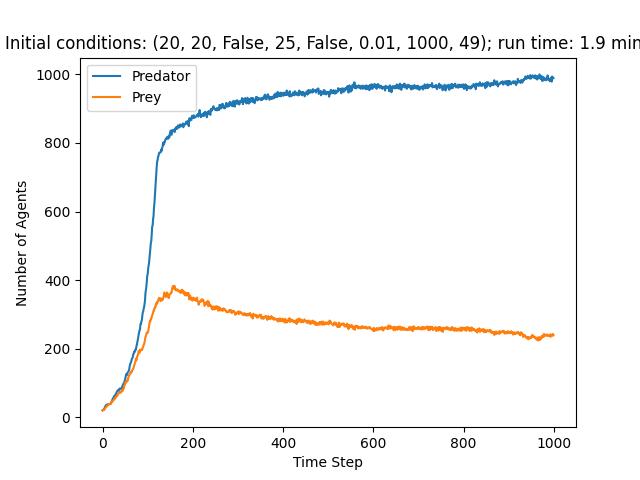 Initial conditions: (20, 20, False, 25, False, 0.01, 1000, 49); run time: 1.9 min
Predator
Prey
1000
800
600
400
200
0
Number of Agents
0 200 400 600 800 1000
Time Step